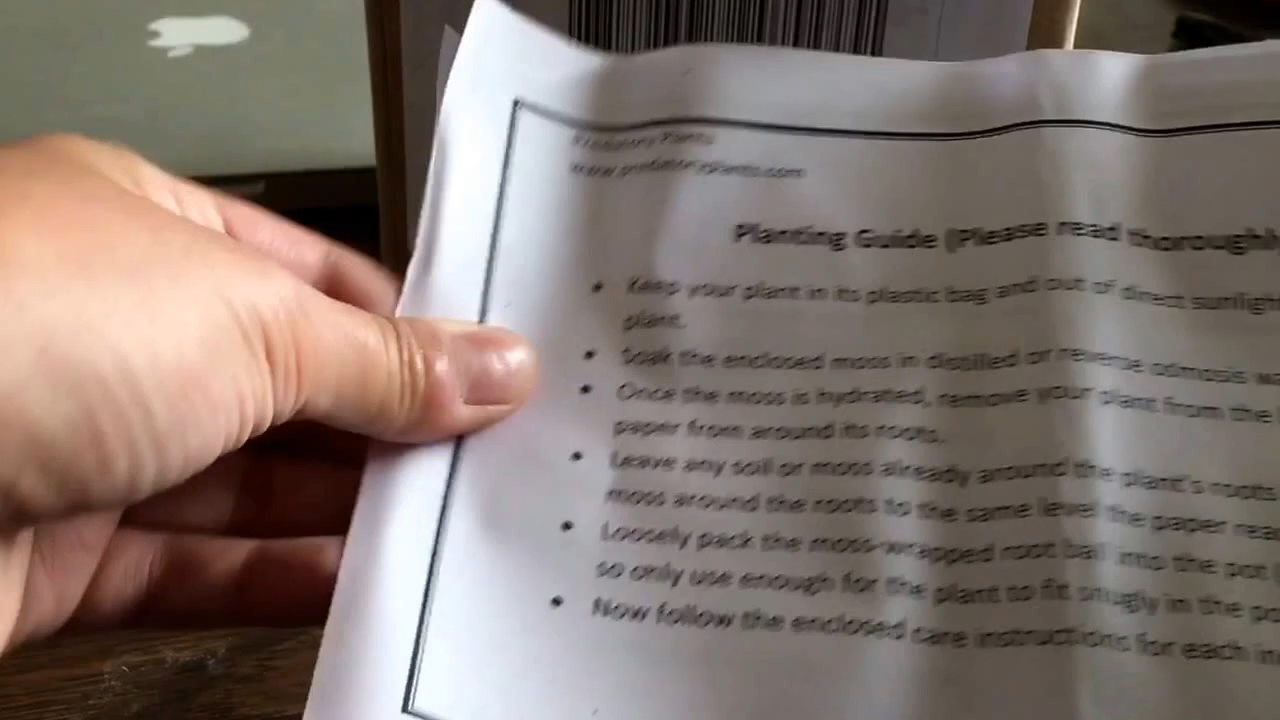 Predatory Plants
www.predatoryplants.com
Planting Guide (Please read thoroughly
• Keep your plant in its plastic bag and out of direct sunligh
plant.
• Soak the enclosed moss in distilled or reverse osmosis wa
• Once the moss is hydrated, remove your plant from the
paper from around its roots.
• Leave any soil or moss already around the plant's roots
moss around the roots to the same level the paper rea
• Loosely pack the moss-wrapped root ball into the pot
so only use enough for the plant to fit snugly in the po
• Now follow the enclosed care instructions for each in